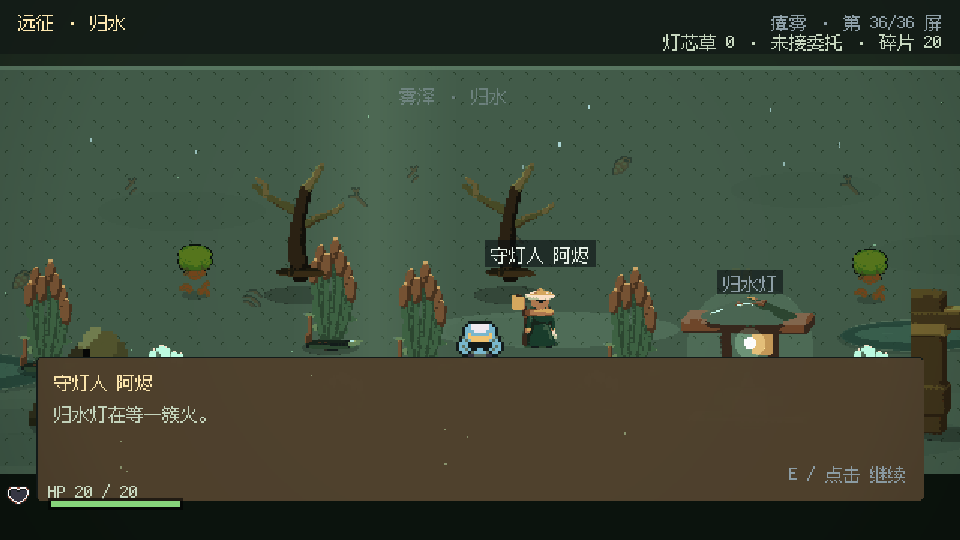 远征 · 归水
瘴雾 · 第 36/36 屏
灯芯草 0 · 未接委托 · 碎片 20
雾泽 · 归水
守灯人 阿烬
归水灯
守灯人 阿烬
归水灯在等一簇火。
E / 点击 继续
HP 20 / 20